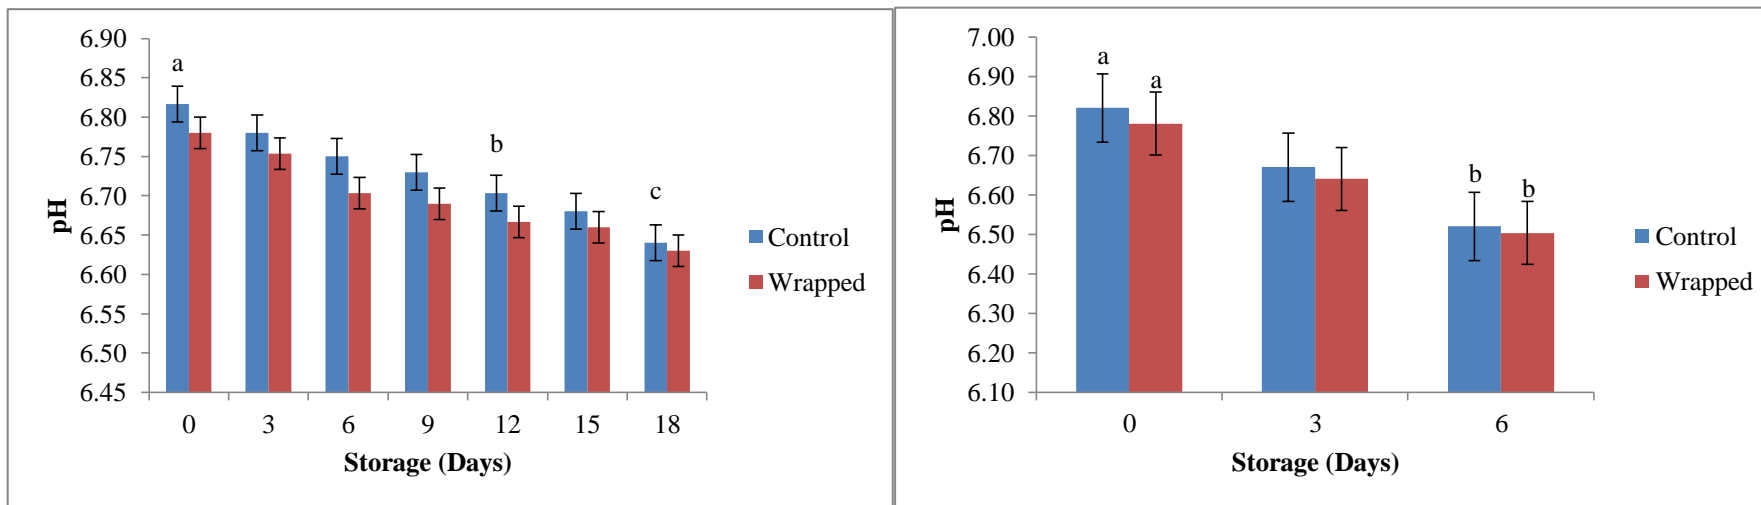 6.90
6.85
6.80
6.75
6.70
6.65
6.60
6.55
6.50
6.45
pH
a
b
c
0 3 6 9 12 15 18
Storage (Days)
Control
Wrapped
7.00
6.90
6.80
6.70
6.60
6.50
6.40
6.30
6.20
6.10
pH
a
a
b
b
0 3 6
Storage (Days)
Control
Wrapped